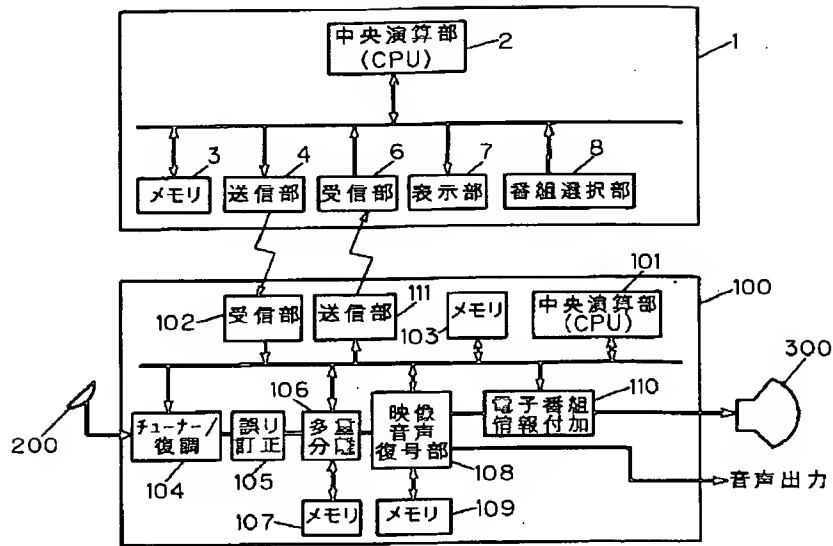 中央演算部
(CPU)
2
1
3
メモリ
4
送信部
6
受信部
7
表示部
8
番組選択部
102
受信部
送信部
111
103
メモリ
101
中央演算部
(CPU)
100
200
チューナー/
復調
104
誤り
訂正
105
106
多重
分離
107
メモリ
映像
音声
復号部
108
メモリ
109
電子番組
情報付加
110
300
音声出力